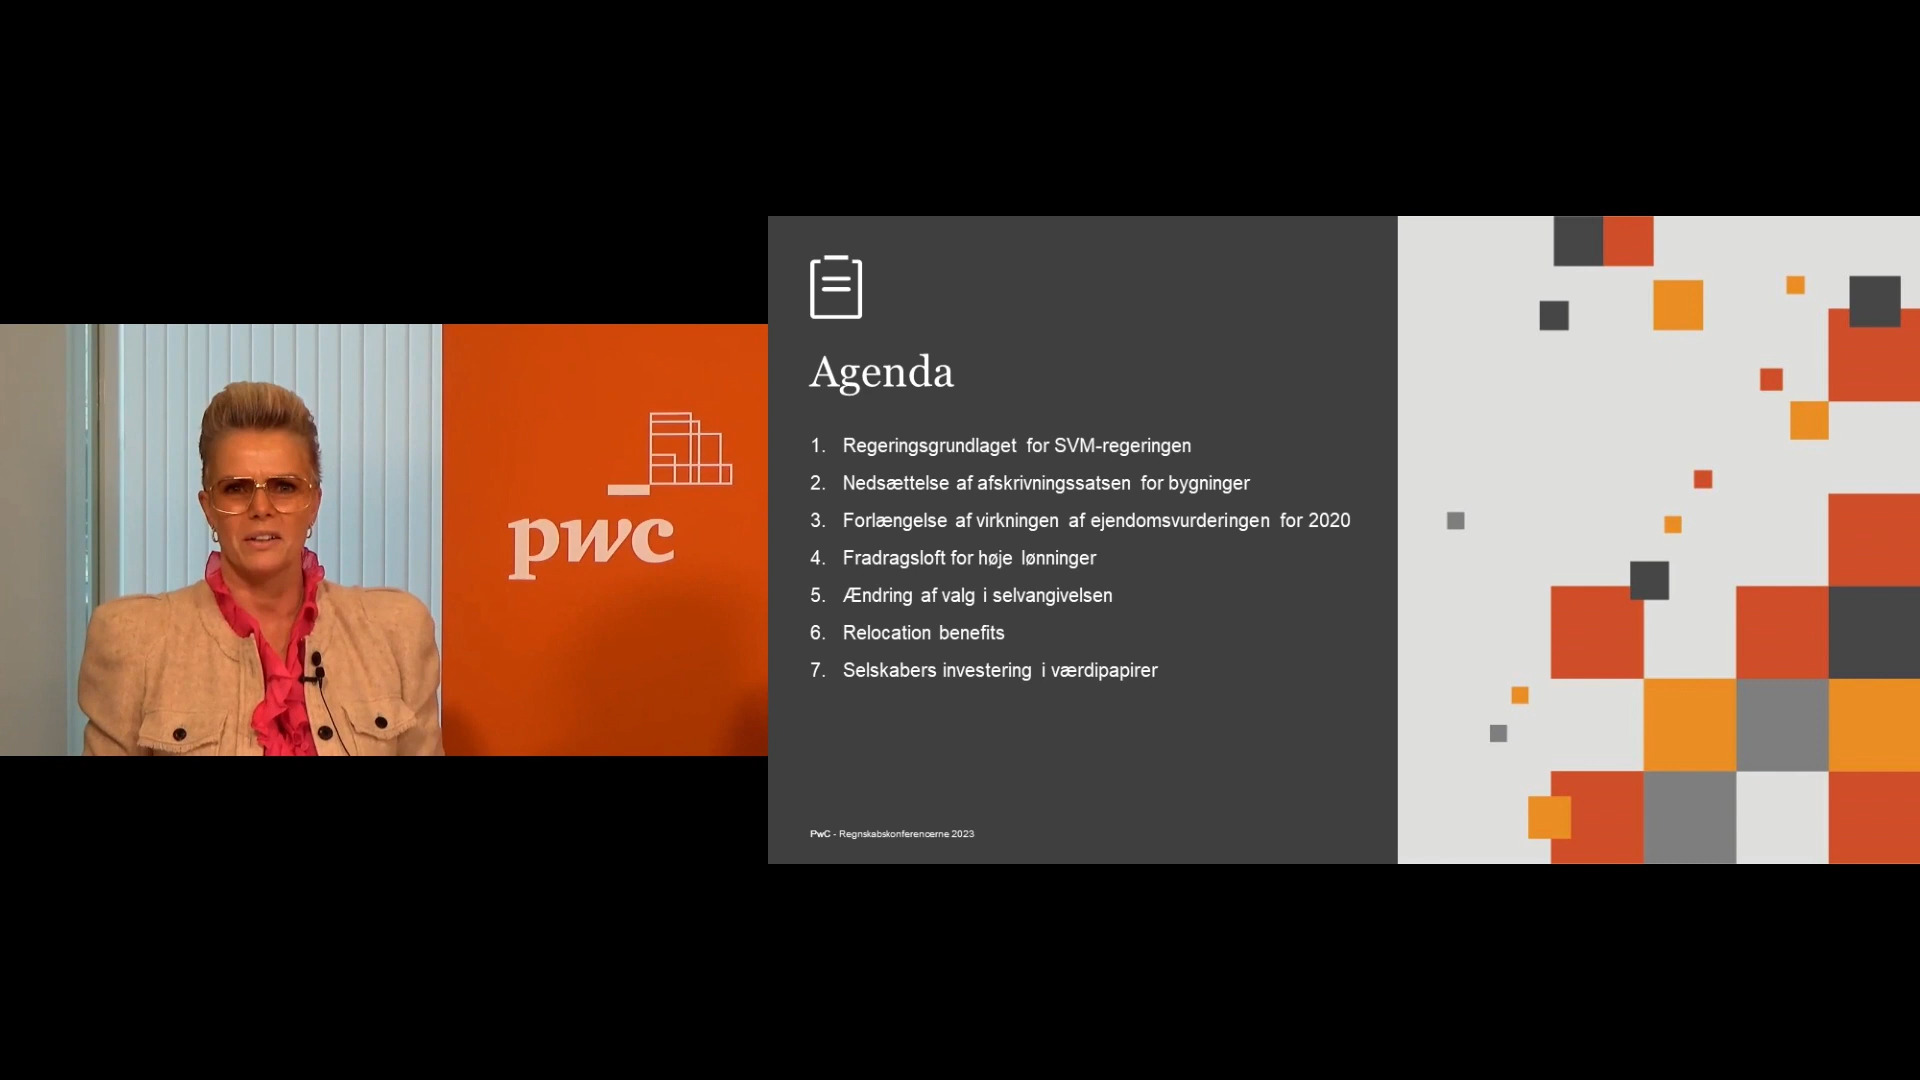 pwc
Agenda
1. Regeringsgrundlaget for SVM-regeringen
2. Nedsættelse af afskrivningssatsen for bygninger
3. Forlængelse af virkningen af ejendomsvurderingen for 2020
4. Fradragsloft for høje lønninger
5. Ændring af valg i selvangivelsen
6. Relocation benefits
7. Selskabers investering i værdipapirer
PwC - Regnskabskonferencerne 2023